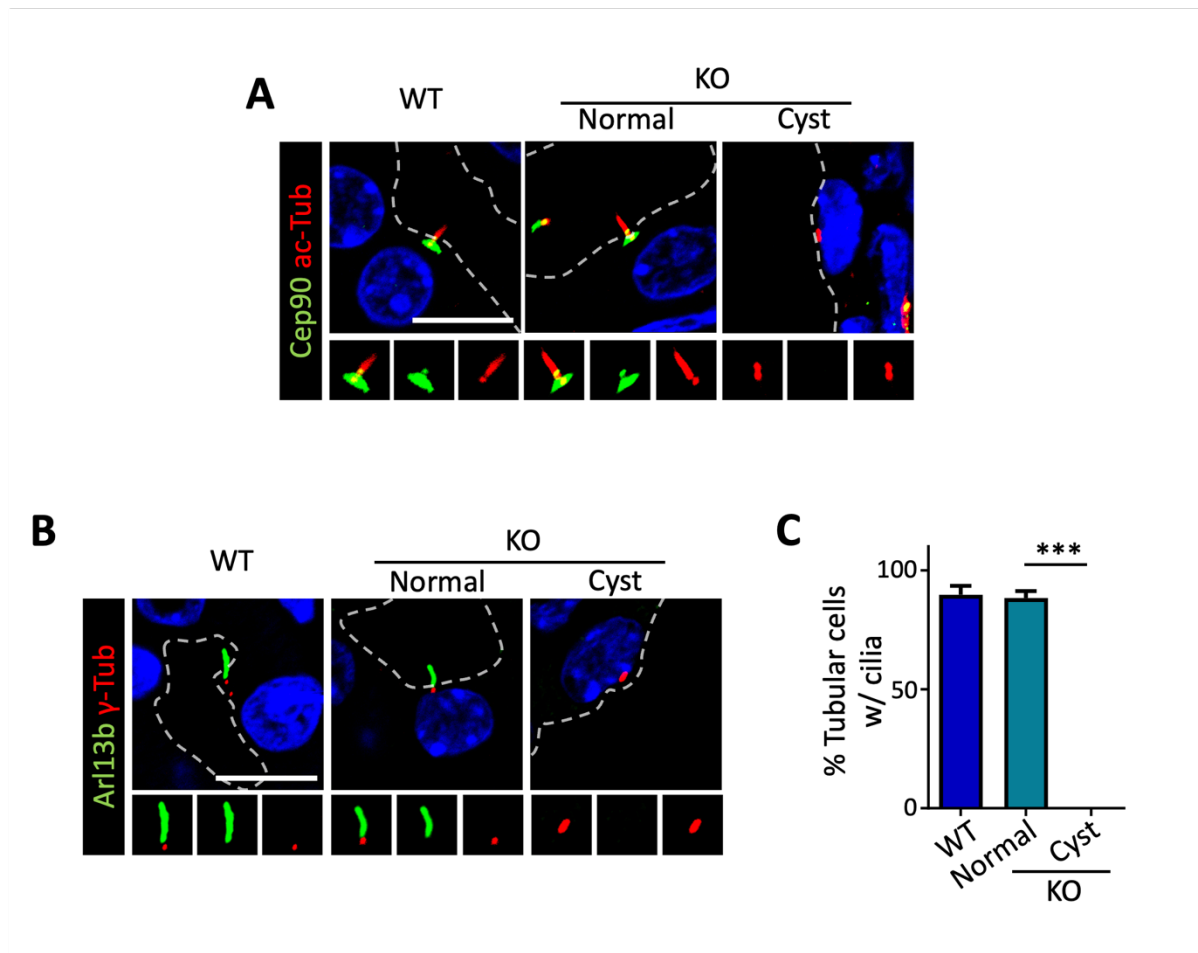 A
WT
KO
Normal
Cyst
Cep90 ac-Tub
B
WT
KO
Normal
Cyst
Arl13b γ-Tub
C
% Tubular cells
w/ cilia
100
50
0
***
WT
Normal
Cyst
KO